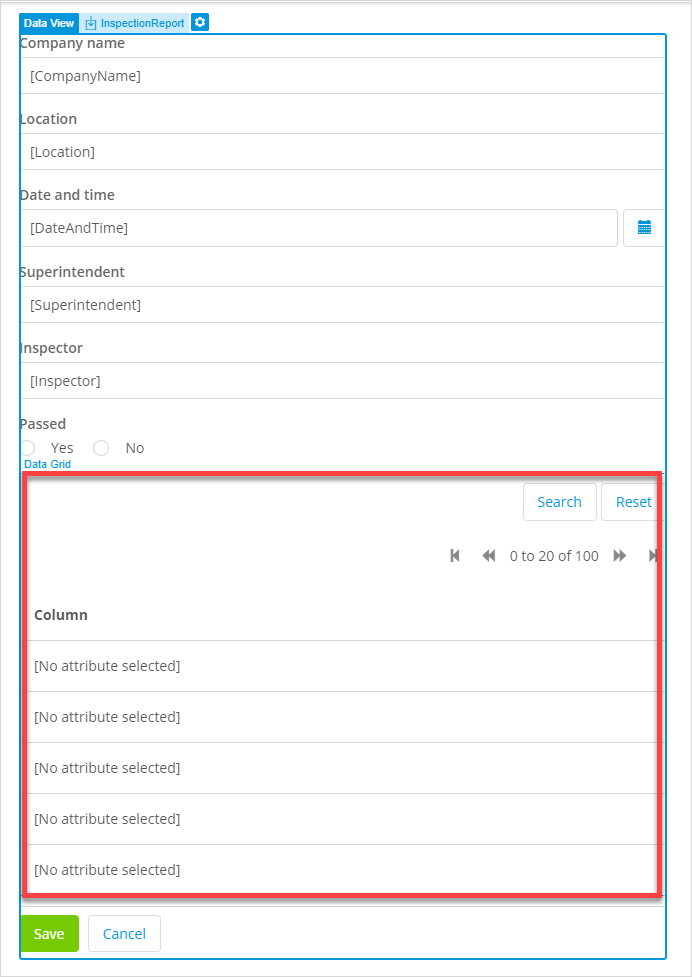 Data View InspectionReport
Company name
[CompanyName]
Location
[Location]
Date and time
[DateAndTime]
Superintendent
[Superintendent]
Inspector
[Inspector]
Passed
Yes No
Data Grid
Search Reset
0 to 20 of 100
Column
[No attribute selected]
[No attribute selected]
[No attribute selected]
[No attribute selected]
[No attribute selected]
Save Cancel